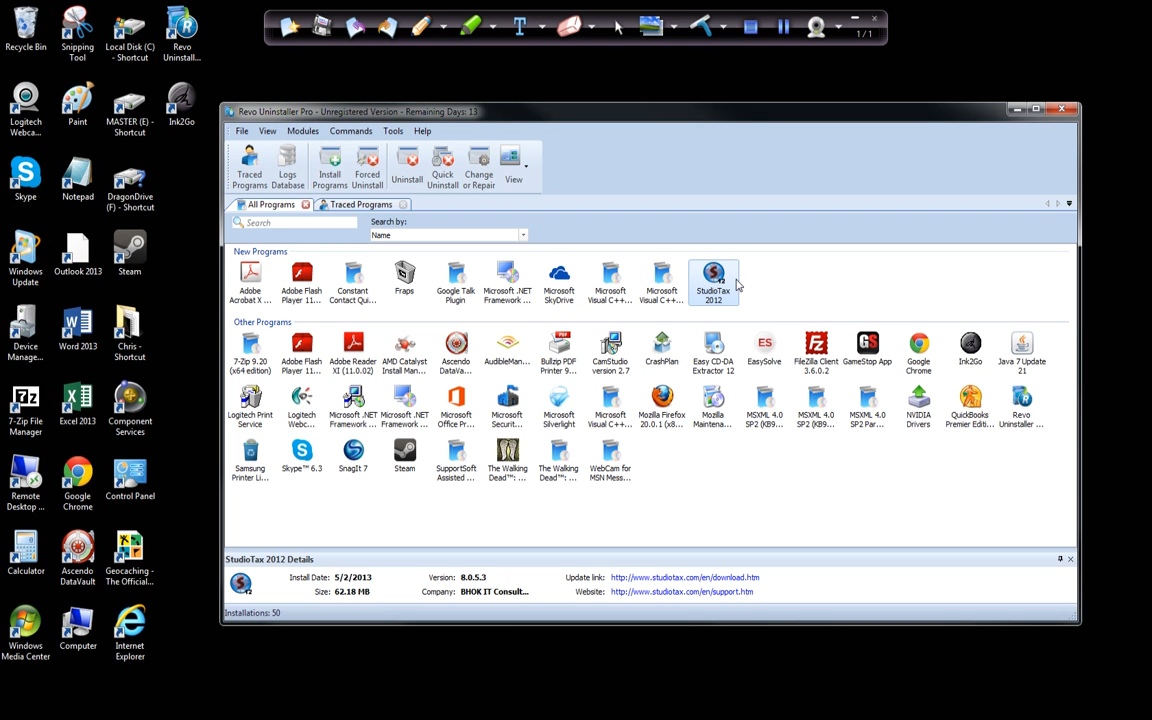 1 / 1
Recycle Bin
Snipping Tool
Local Disk (C) - Shortcut
Revo Uninstall...
Logitech Webca...
Paint
MASTER (E) - Shortcut
Ink2Go
Skype
Notepad
DragonDrive (F) - Shortcut
Windows Update
Outlook 2013
Steam
Device Manage...
Word 2013
Chris - Shortcut
7-Zip File Manager
Excel 2013
Component Services
Remote Desktop ...
Google Chrome
Control Panel
Calculator
Ascendo DataVault
Geocaching - The Official...
Windows Media Center
Computer
Internet Explorer
Revo Uninstaller Pro - Unregistered Version - Remaining Days: 13
File View Modules Commands Tools Help
Traced Programs
Logs Database
Install Programs
Forced Uninstall
Uninstall
Quick Uninstall
Change or Repair
View
All Programs Traced Programs
Search
Search by:
Name
New Programs
Adobe Acrobat X ...
Adobe Flash Player 11...
Constant Contact Qui...
Fraps
Google Talk Plugin
Microsoft .NET Framework ...
Microsoft SkyDrive
Microsoft Visual C++...
Microsoft Visual C++...
StudioTax 2012
Other Programs
7-Zip 9.20 (x64 edition)
Adobe Flash Player 11...
Adobe Reader XI (11.0.02)
AMD Catalyst Install Man...
Ascendo DataVa...
AudibleMan...
Bullzip PDF Printer 9...
CamStudio version 2.7
CrashPlan
Easy CD-DA Extractor 12
EasySolve
FileZilla Client 3.6.0.2
GameStop App
Google Chrome
Ink2Go
Java 7 Update 21
Logitech Print Service
Logitech Webc...
Microsoft .NET Framework ...
Microsoft .NET Framework ...
Microsoft Office Pr...
Microsoft Securit...
Microsoft Silverlight
Microsoft Visual C++...
Mozilla Firefox 20.0.1 (x8...
Mozilla Maintena...
MSXML 4.0 SP2 (KB9...
MSXML 4.0 SP2 (KB9...
MSXML 4.0 SP2 Par...
NVIDIA Drivers
QuickBooks Premier Edit...
Revo Uninstaller ...
Samsung Printer Li...
Skype™ 6.3
SnagIt 7
Steam
SupportSoft Assisted ...
The Walking Dead™: ...
The Walking Dead™: ...
WebCam for MSN Mess...
StudioTax 2012 Details
Install Date: 5/2/2013 Version: 8.0.5.3 Update link: http://www.studiotax.com/en/download.htm
Size: 62.18 MB Company: BHOK IT Consult... Website: http://www.studiotax.com/en/support.htm
Installations: 50